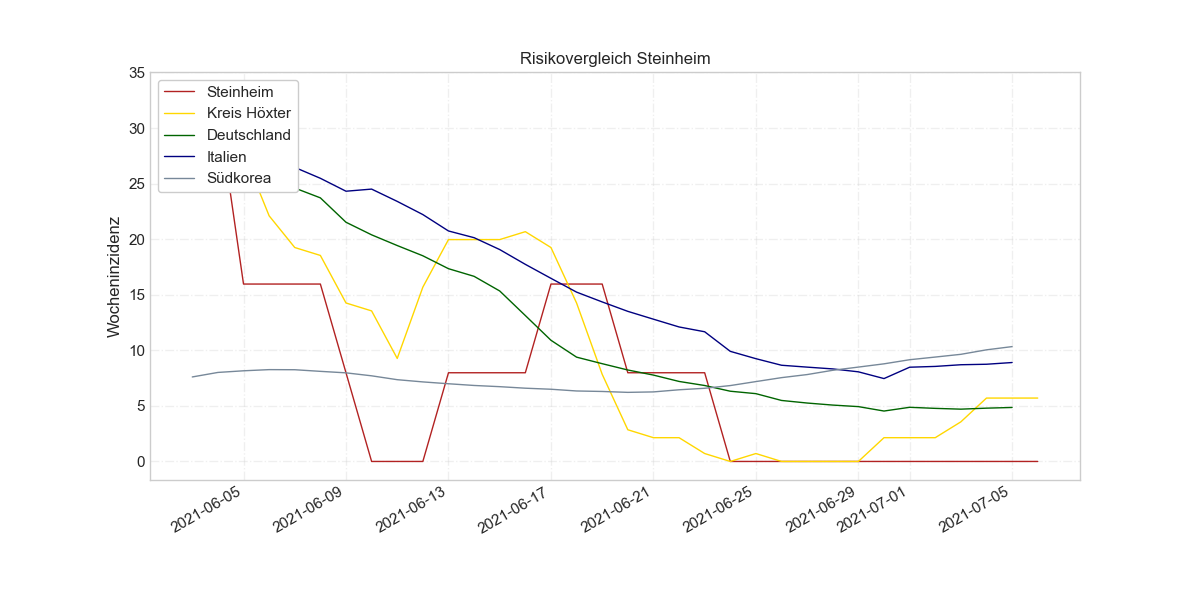 Risikovergleich Steinheim
35
30
25
20
15
10
5
0
Wocheninzidenz
Steinheim
Kreis Höxter
Deutschland
Italien
Südkorea
2021-06-05
2021-06-09
2021-06-13
2021-06-17
2021-06-21
2021-06-25
2021-06-29
2021-07-01
2021-07-05